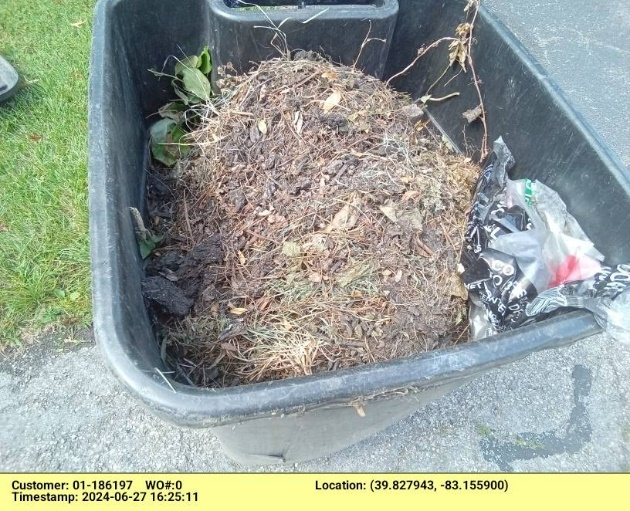 Customer: 01-186197 WO#:0 Location: (39.827943, -83.155900)
Timestamp: 2024-06-27 16:25:11